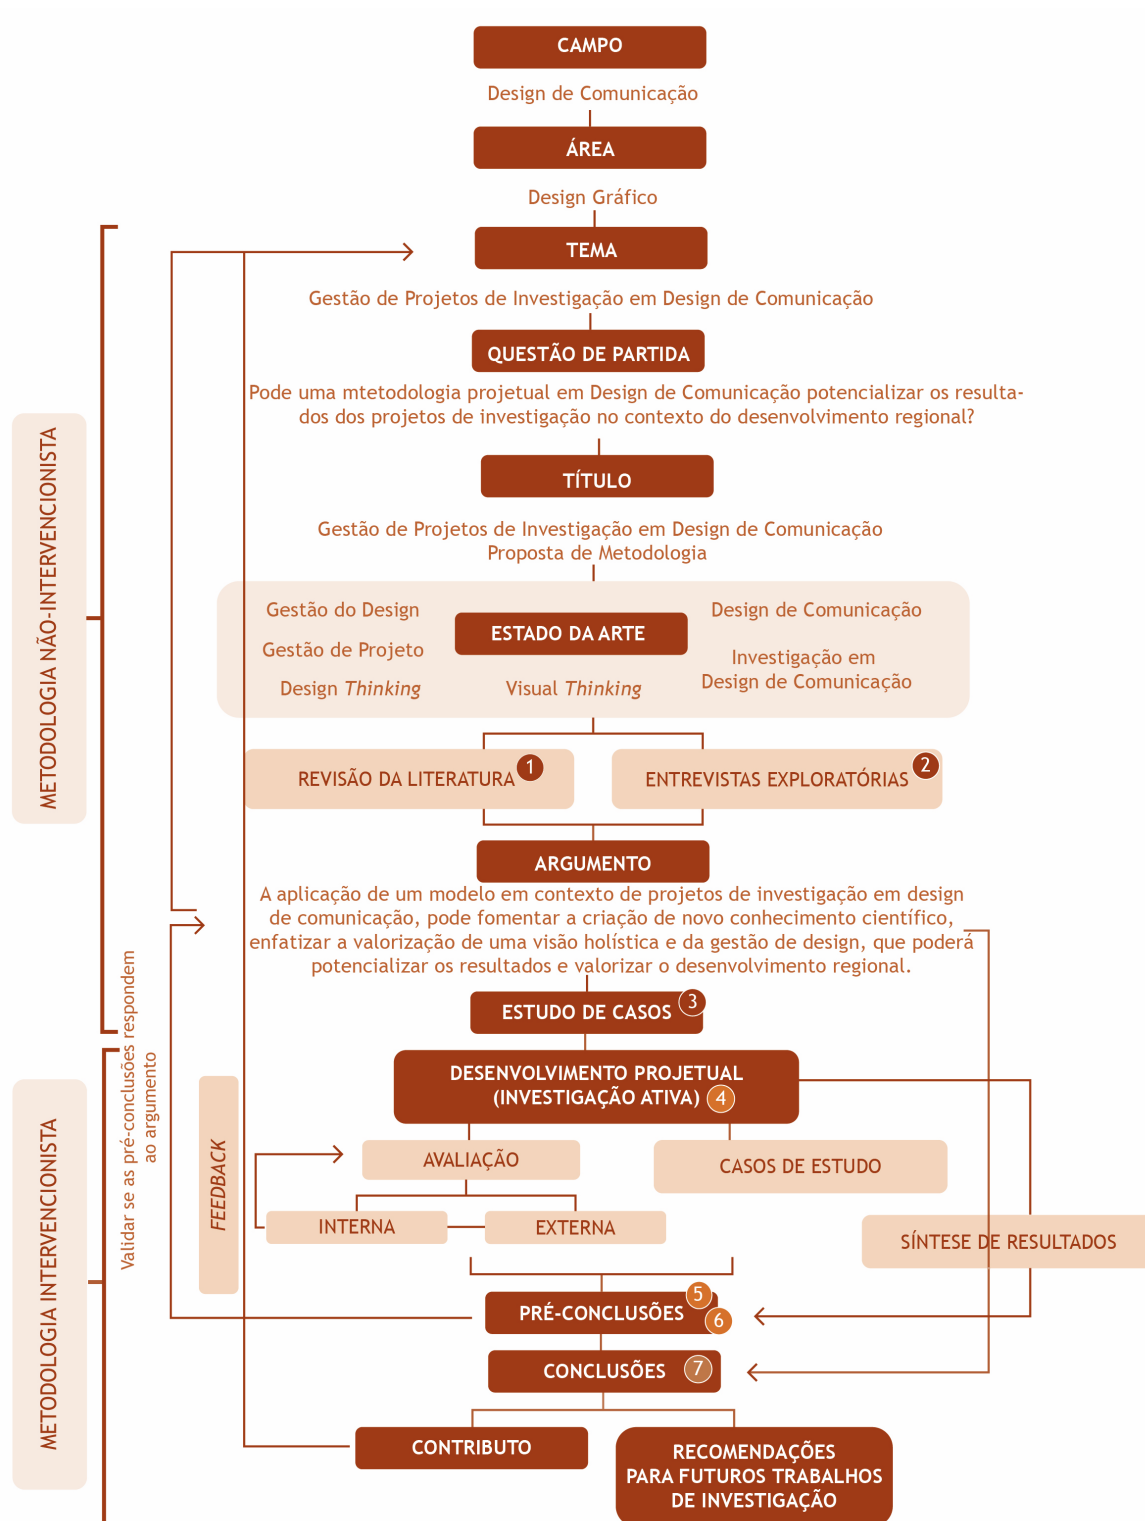 CAMPO
Design de Comunicação
ÁREA
Design Gráfico
TEMA
Gestão de Projetos de Investigação em Design de Comunicação
QUESTÃO DE PARTIDA
Pode uma mtetodologia projetual em Design de Comunicação potencializar os resulta-
dos dos projetos de investigação no contexto do desenvolvimento regional?
TÍTULO
Gestão de Projetos de Investigação em Design de Comunicação
Proposta de Metodologia
METODOLOGIA NÃO-INTERVENCIONISTA
Gestão do Design
Gestão de Projeto
Design Thinking
ESTADO DA ARTE
Visual Thinking
Design de Comunicação
Investigação em
Design de Comunicação
REVISÃO DA LITERATURA 1
ENTREVISTAS EXPLORATÓRIAS 2
ARGUMENTO
A aplicação de um modelo em contexto de projetos de investigação em design
de comunicação, pode fomentar a criação de novo conhecimento científico,
enfatizar a valorização de uma visão holística e da gestão de design, que poderá
potencializar os resultados e valorizar o desenvolvimento regional.
ESTUDO DE CASOS 3
DESENVOLVIMENTO PROJETUAL
(INVESTIGAÇÃO ATIVA) 4
METODOLOGIA INTERVENCIONISTA
Validar se as pré-conclusões respondem
ao argumento
FEEDBACK
AVALIAÇÃO
CASOS DE ESTUDO
INTERNA
EXTERNA
SÍNTESE DE RESULTADOS
PRÉ-CONCLUSÕES 5
6
CONCLUSÕES 7
CONTRIBUTO
RECOMENDAÇÕES
PARA FUTUROS TRABALHOS
DE INVESTIGAÇÃO